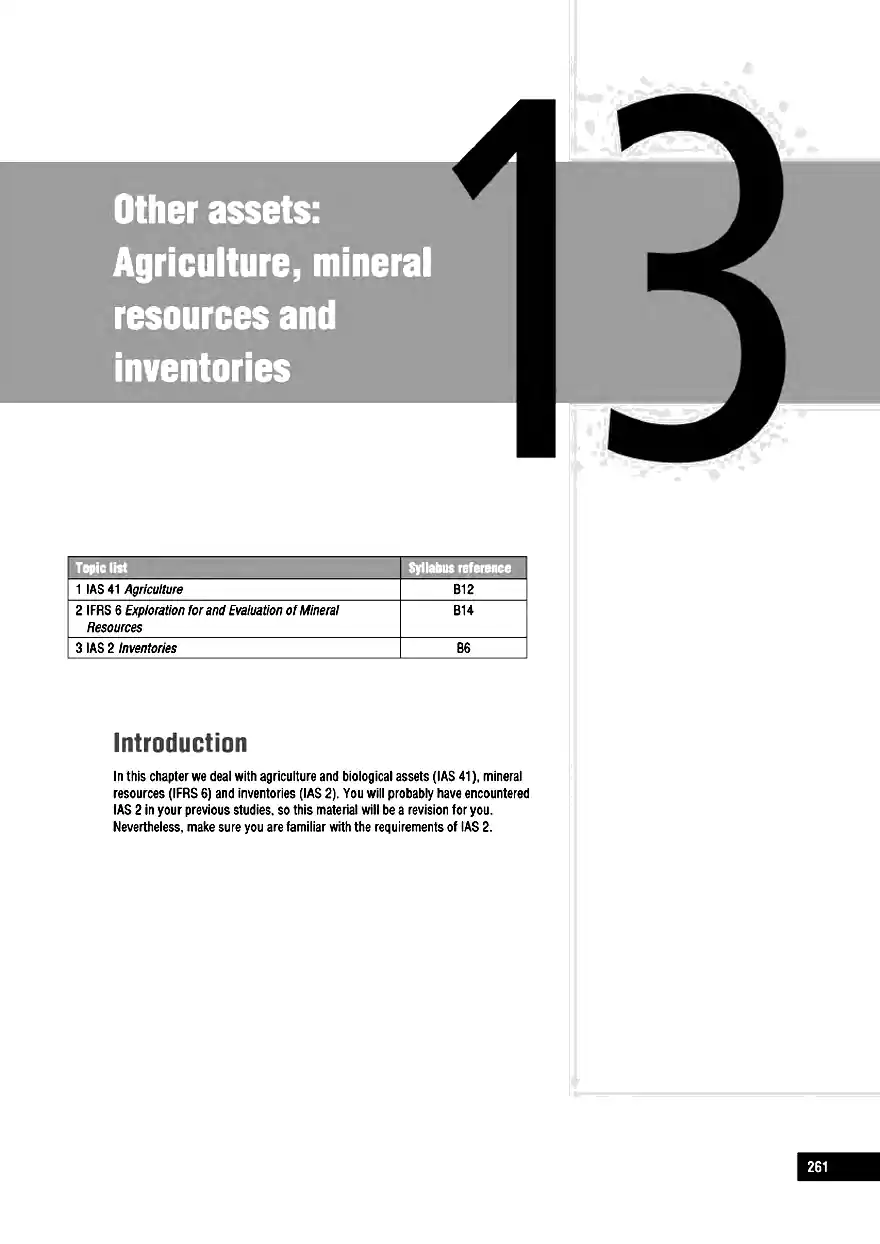 13
Other assets:
Agriculture, mineral
resources and
inventories
Topic list Syllabus reference
1 IAS 41 Agriculture B12
2 IFRS 6 Exploration for and Evaluation of Mineral B14
Resources
3 IAS 2 Inventories B6
Introduction
In this chapter we deal with agriculture and biological assets (IAS 41), mineral
resources (IFRS 6) and inventories (IAS 2). You will probably have encountered
IAS 2 in your previous studies, so this material will be a revision for you.
Nevertheless, make sure you are familiar with the requirements of IAS 2.
261